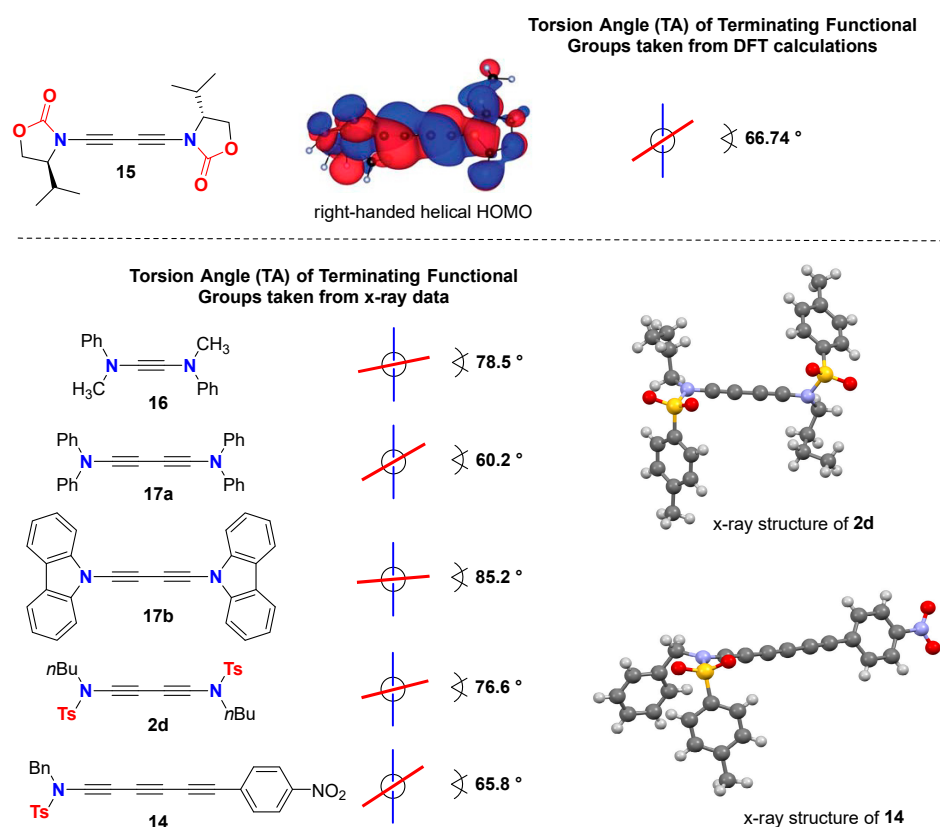 Torsion Angle (TA) of Terminating Functional
Groups taken from DFT calculations
O
O
N
N
O
O
15
right-handed helical HOMO
66.74 °
Torsion Angle (TA) of Terminating Functional
Groups taken from x-ray data
Ph
N
H3C
CH3
N
Ph
16
78.5 °
Ph
N
Ph
Ph
N
Ph
17a
60.2 °
N
N
17b
85.2 °
nBu
N
Ts
Ts
N
nBu
2d
76.6 °
Bn
N
Ts
NO2
14
65.8 °
x-ray structure of 2d
x-ray structure of 14